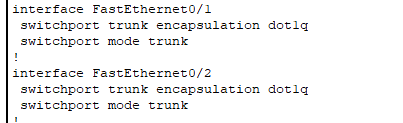 interface FastEthernet0/1
 switchport trunk encapsulation dot1q
 switchport mode trunk
!
interface FastEthernet0/2
 switchport trunk encapsulation dot1q
 switchport mode trunk
!